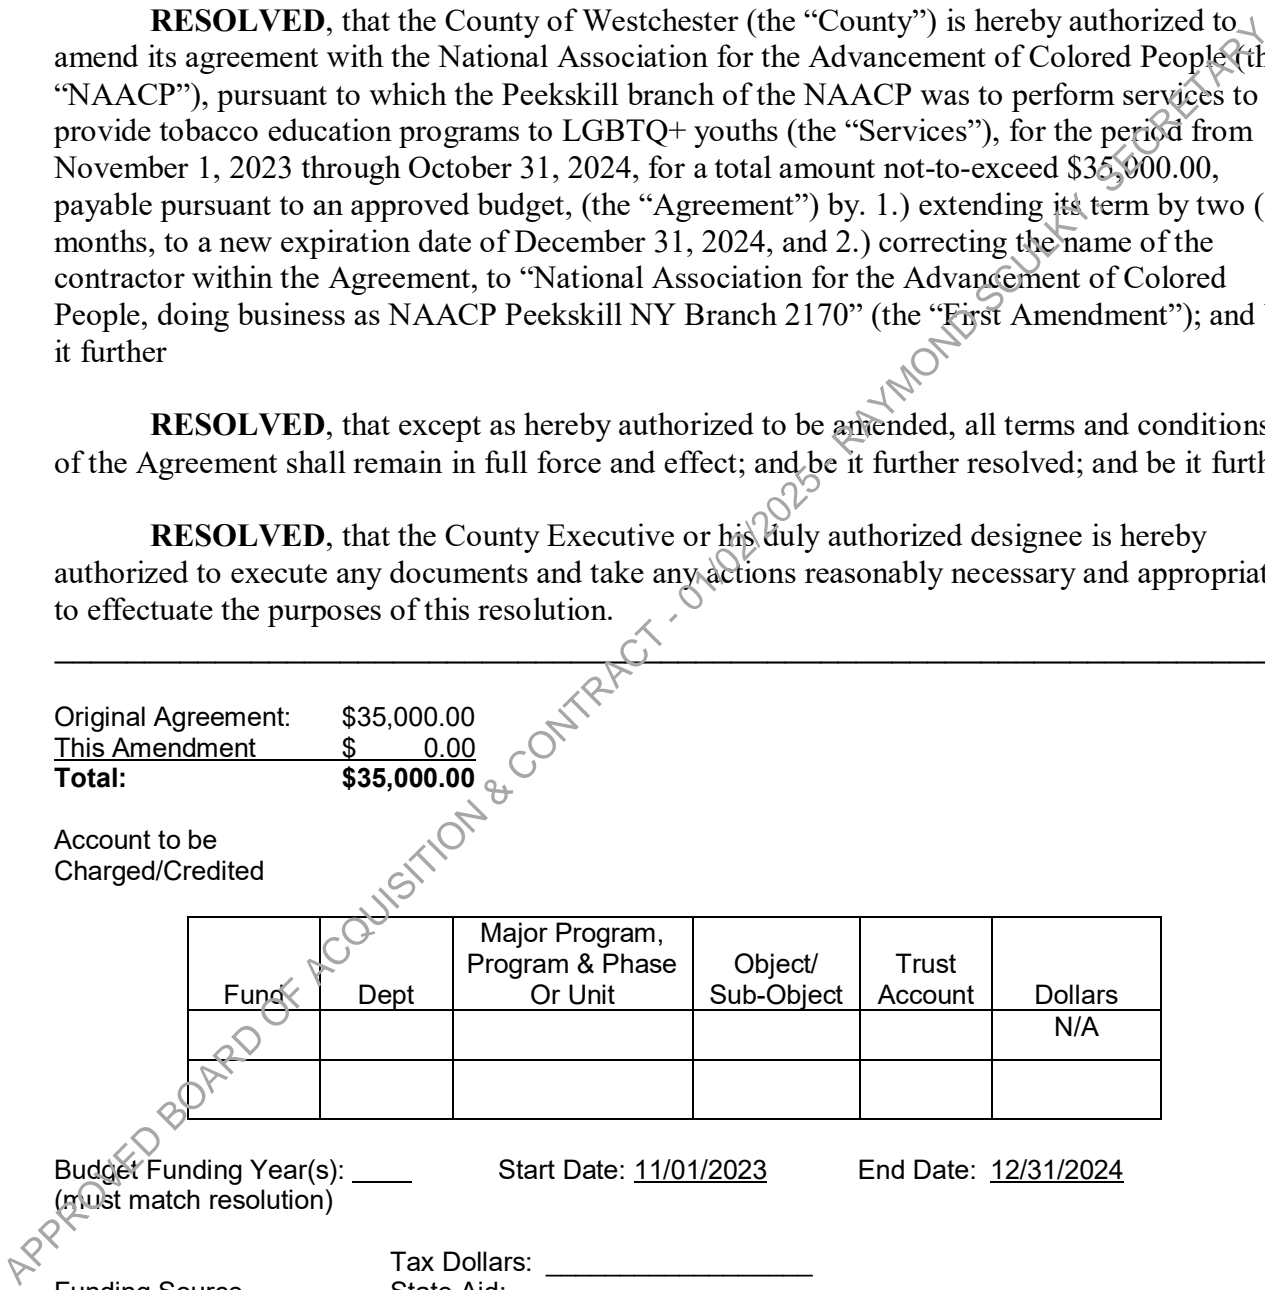 RESOLVED, that the County of Westchester (the “County”) is hereby authorized to
amend its agreement with the National Association for the Advancement of Colored People (th
“NAACP”), pursuant to which the Peekskill branch of the NAACP was to perform services to
provide tobacco education programs to LGBTQ+ youths (the “Services”), for the period from
November 1, 2023 through October 31, 2024, for a total amount not-to-exceed $35,000.00,
payable pursuant to an approved budget, (the “Agreement”) by. 1.) extending its term by two (
months, to a new expiration date of December 31, 2024, and 2.) correcting the name of the
contractor within the Agreement, to “National Association for the Advancement of Colored
People, doing business as NAACP Peekskill NY Branch 2170” (the “First Amendment”); and
it further
RESOLVED, that except as hereby authorized to be amended, all terms and conditions
of the Agreement shall remain in full force and effect; and be it further resolved; and be it furth
RESOLVED, that the County Executive or his duly authorized designee is hereby
authorized to execute any documents and take any actions reasonably necessary and appropriat
to effectuate the purposes of this resolution.
Original Agreement: $35,000.00
This Amendment $ 0.00
Total: $35,000.00
Account to be
Charged/Credited
Major Program,
Program & Phase Object/ Trust
Fund Dept Or Unit Sub-Object Account Dollars
N/A
Budget Funding Year(s): ____ Start Date: 11/01/2023 End Date: 12/31/2024
(must match resolution)
Tax Dollars: ___________________
Funding Source State Aid:
APPROVED BOARD OF ACQUISITION & CONTRACT - 01/02/2025 - RAYMOND SCULKY, SECRETARY